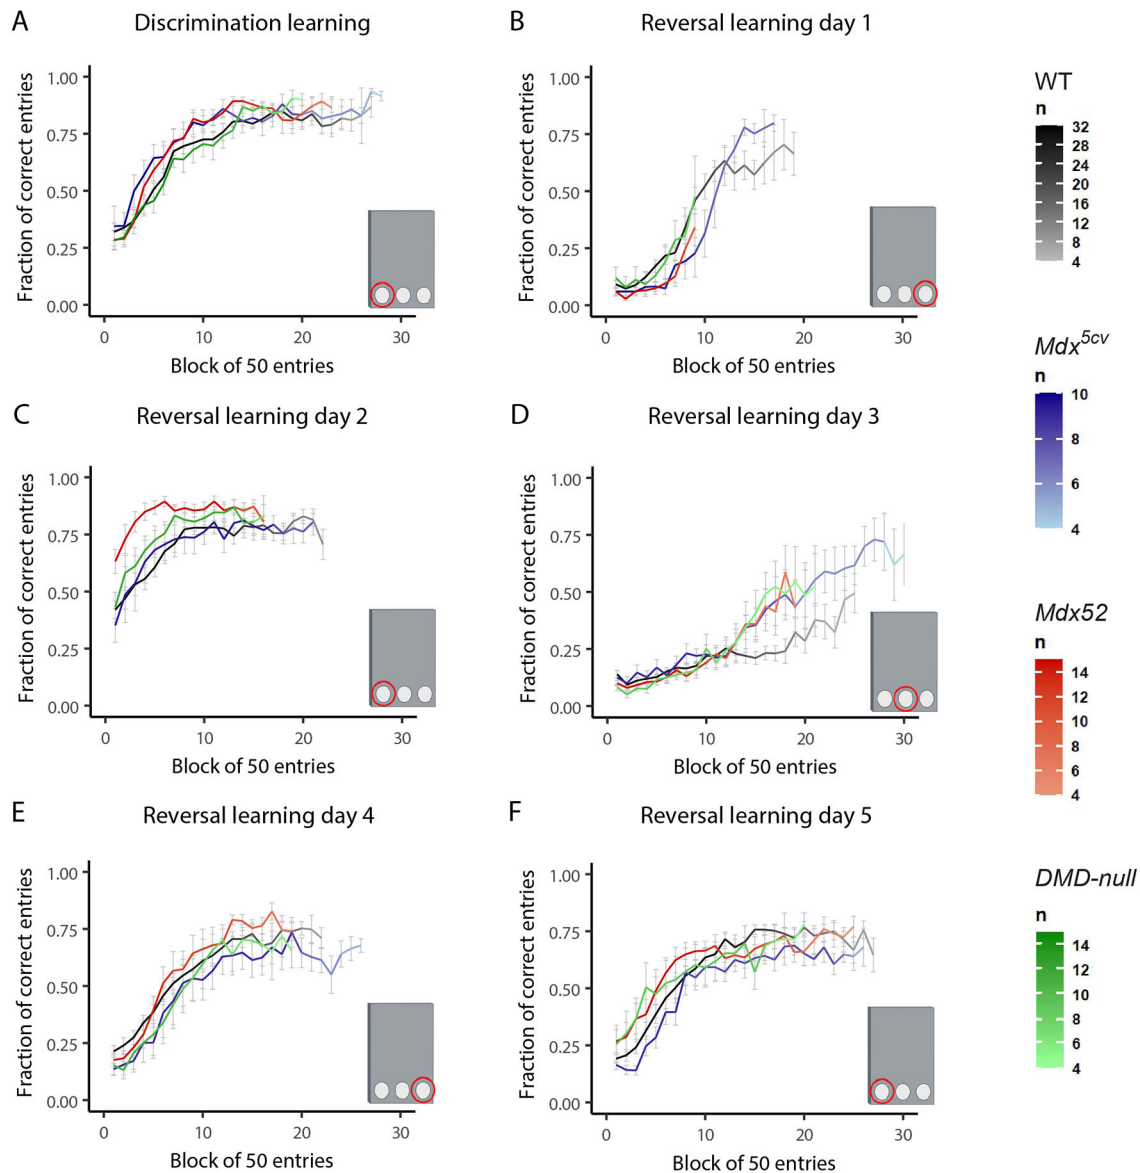 A
Discrimination learning
Fraction of correct entries
1.00
0.75
0.50
0.25
0.00
0
10
20
30
Block of 50 entries
B
Reversal learning day 1
Fraction of correct entries
1.00
0.75
0.50
0.25
0.00
0
10
20
30
Block of 50 entries
C
Reversal learning day 2
Fraction of correct entries
1.00
0.75
0.50
0.25
0.00
0
10
20
30
Block of 50 entries
D
Reversal learning day 3
Fraction of correct entries
1.00
0.75
0.50
0.25
0.00
0
10
20
30
Block of 50 entries
E
Reversal learning day 4
Fraction of correct entries
1.00
0.75
0.50
0.25
0.00
0
10
20
30
Block of 50 entries
F
Reversal learning day 5
Fraction of correct entries
1.00
0.75
0.50
0.25
0.00
0
10
20
30
Block of 50 entries
WT
n
32
28
24
20
16
12
8
4
Mdx5cv
n
10
8
6
4
Mdx52
n
14
12
10
8
6
4
DMD-null
n
14
12
10
8
6
4